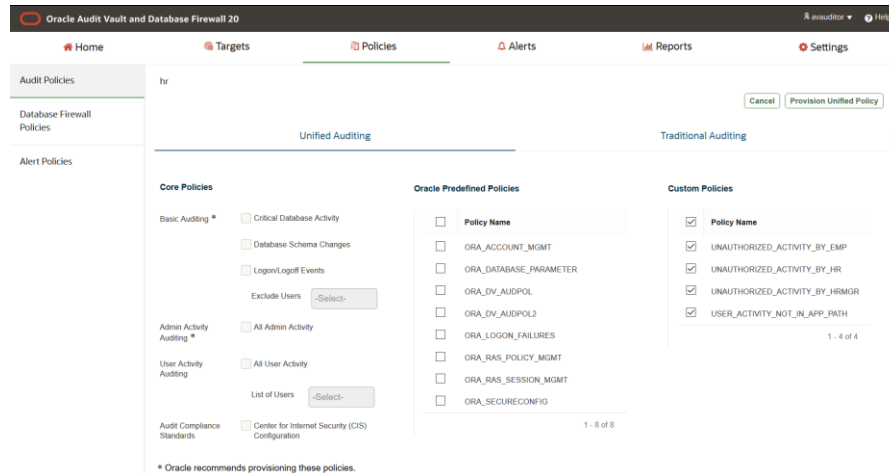 Oracle Audit Vault and Database Firewall 20
avauditor
Help
Home
Targets
Policies
Alerts
Reports
Settings
Audit Policies
Database Firewall
Policies
Alert Policies
hr
Cancel
Provision Unified Policy
Unified Auditing
Traditional Auditing
Core Policies
Basic Auditing *
Critical Database Activity
Database Schema Changes
Logon/Logoff Events
Exclude Users
-Select-
Admin Activity
Auditing *
All Admin Activity
User Activity
Auditing
All User Activity
List of Users
-Select-
Audit Compliance
Standards
Center for Internet Security (CIS)
Configuration
* Oracle recommends provisioning these policies.
Oracle Predefined Policies
Policy Name
ORA_ACCOUNT_MGMT
ORA_DATABASE_PARAMETER
ORA_DV_AUDPOL
ORA_DV_AUDPOL2
ORA_LOGON_FAILURES
ORA_RAS_POLICY_MGMT
ORA_RAS_SESSION_MGMT
ORA_SECURECONFIG
1 - 8 of 8
Custom Policies
Policy Name
UNAUTHORIZED_ACTIVITY_BY_EMP
UNAUTHORIZED_ACTIVITY_BY_HR
UNAUTHORIZED_ACTIVITY_BY_HRMGR
USER_ACTIVITY_NOT_IN_APP_PATH
1 - 4 of 4